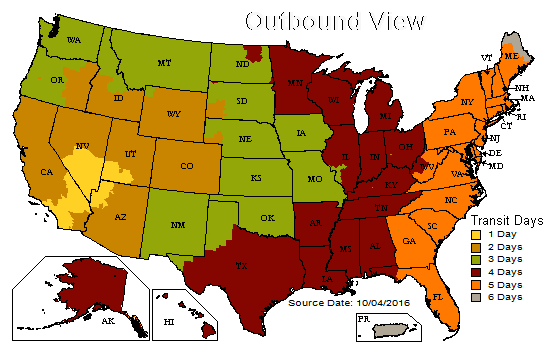 Outbound View
WA
MT
ND
MN
ME
VT
OR
ID
SD
WI
MI
NY
NH
MA
RI
CT
WY
NE
IA
PA
NJ
NV
UT
CO
IL
IN
OH
DE
MD
CA
KS
MO
KY
WV
VA
AZ
NM
OK
AR
TN
NC
SC
TX
LA
MS
AL
GA
FL
AK
HI
PR
Transit Days
1 Day
2 Days
3 Days
4 Days
5 Days
6 Days
Source Date: 10/04/2016